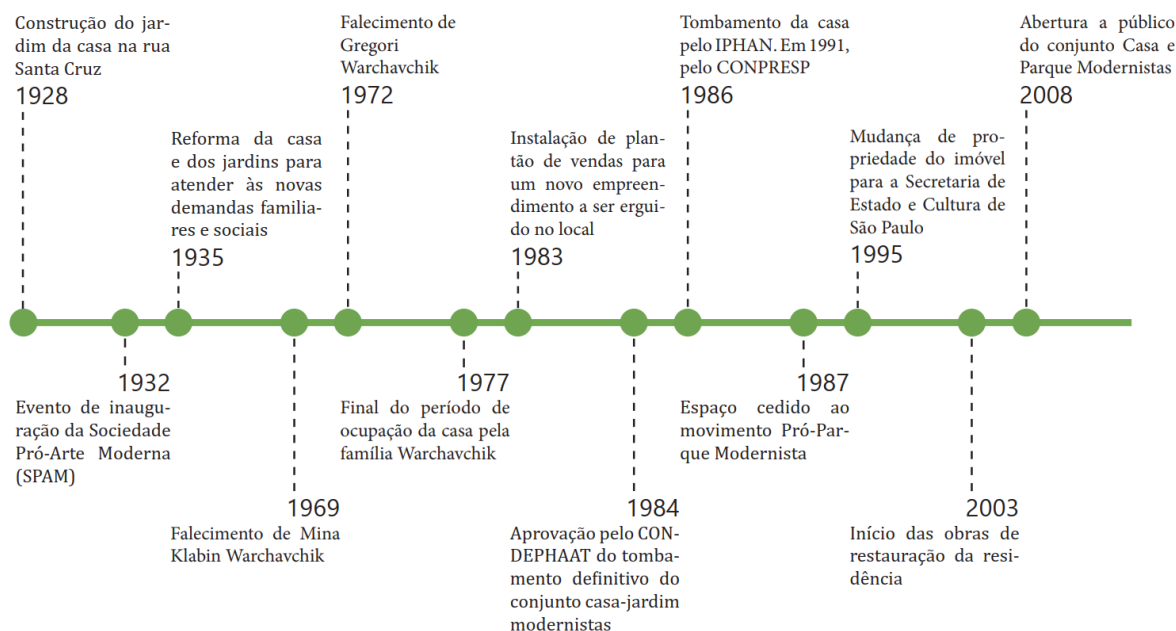 Construção do jar-
dim da casa na rua
Santa Cruz
1928
Falecimento de
Gregori
Warchavchik
1972
Tombamento da casa
pelo IPHAN. Em 1991,
pelo CONPRESP
1986
Abertura a público
do conjunto Casa e
Parque Modernistas
2008
Reforma da casa
e dos jardins para
atender às novas
demandas familia-
res e sociais
1935
Instalação de plan-
tão de vendas para
um novo empreen-
dimento a ser ergui-
do no local
1983
Mudança de pro-
priedade do imóvel
para a Secretaria de
Estado e Cultura de
São Paulo
1995
1932
Evento de inaugu-
ração da Sociedade
Pró-Arte Moderna
(SPAM)
1977
Final do período de
ocupação da casa pela
família Warchavchik
1987
Espaço cedido ao
movimento Pró-Par-
que Modernista
1969
Falecimento de Mina
Klabin Warchavchik
1984
Aprovação pelo CON-
DEPHAAT do tomba-
mento definitivo do
conjunto casa-jardim
modernistas
2003
Início das obras de
restauração da resi-
dência